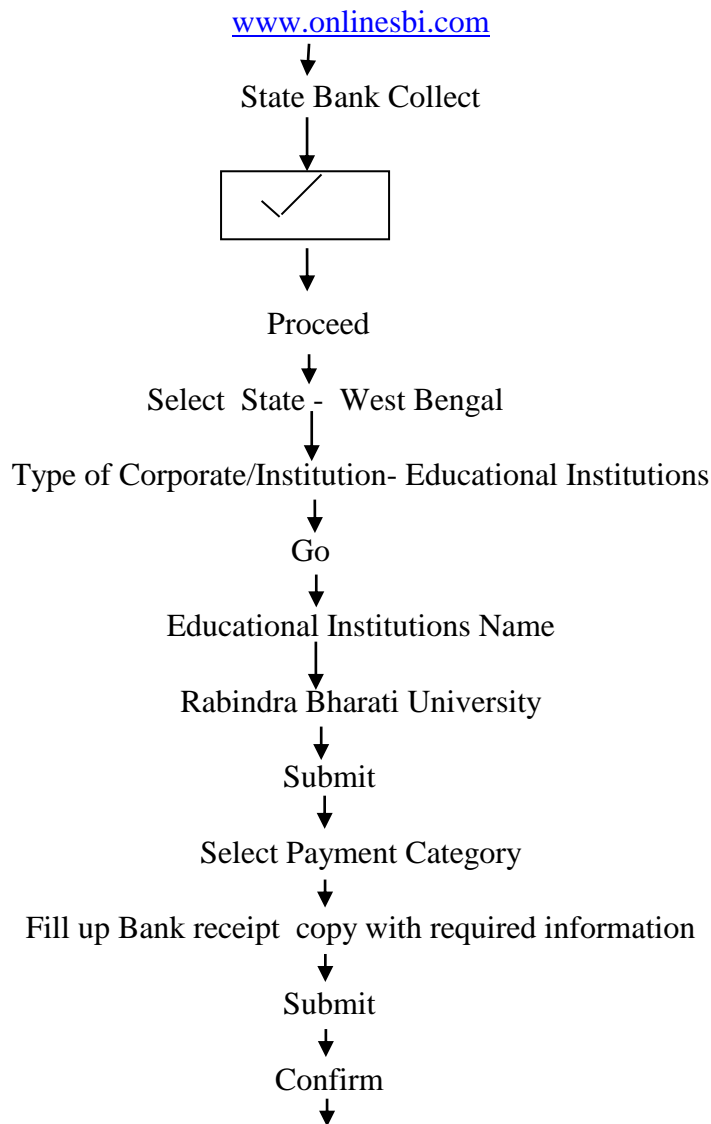 www.onlinesbi.com
State Bank Collect
Proceed
Select State - West Bengal
Type of Corporate/Institution- Educational Institutions
Go
Educational Institutions Name
Rabindra Bharati University
Submit
Select Payment Category
Fill up Bank receipt copy with required information
Submit
Confirm